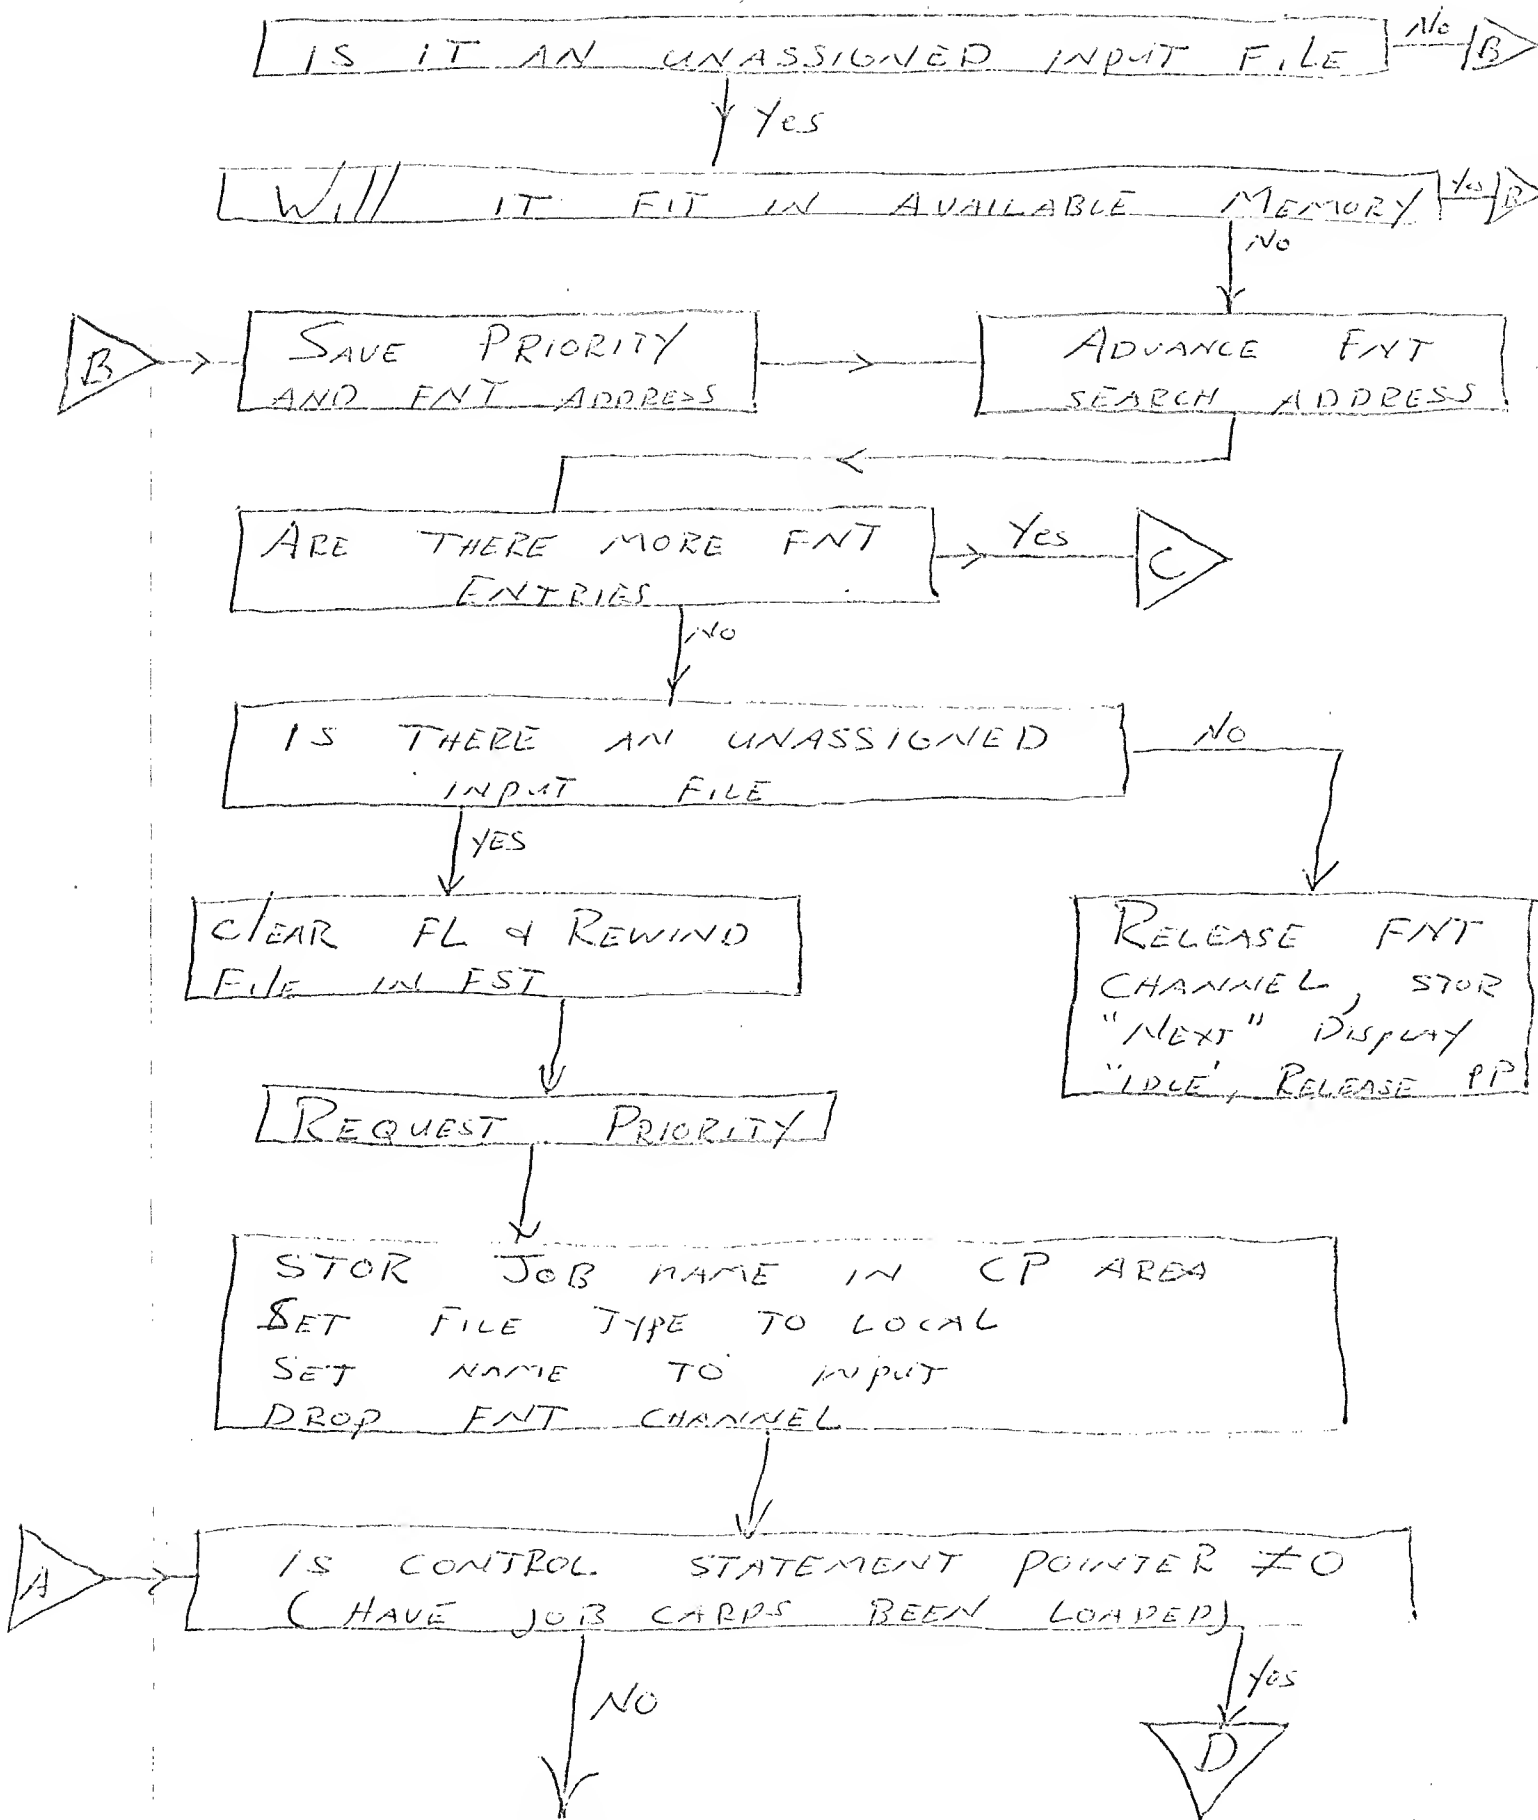 IS IT AN UNASSIGNED INPUT FILE
No
B
Yes
Will IT FIT IN AVAILABLE MEMORY
Yes
B
No
B
SAVE PRIORITY
AND FNT ADDRESS
ADVANCE FNT
SEARCH ADDRESS
ARE THERE MORE FNT
ENTRIES
Yes
C
No
IS THERE AN UNASSIGNED
INPUT FILE
No
YES
CLEAR FL & REWIND
File IN FST
RELEASE FNT
CHANNEL, STOR
"NEXT" DISPLAY
"IDLE', RELEASE PP
REQUEST PRIORITY
STOR JOB NAME IN CP AREA
SET FILE TYPE TO LOCAL
SET NAME TO INPUT
DROP FNT CHANNEL
A
IS CONTROL STATEMENT POINTER ≠0
(HAVE JOB CARDS BEEN LOADED)
NO
Yes
D